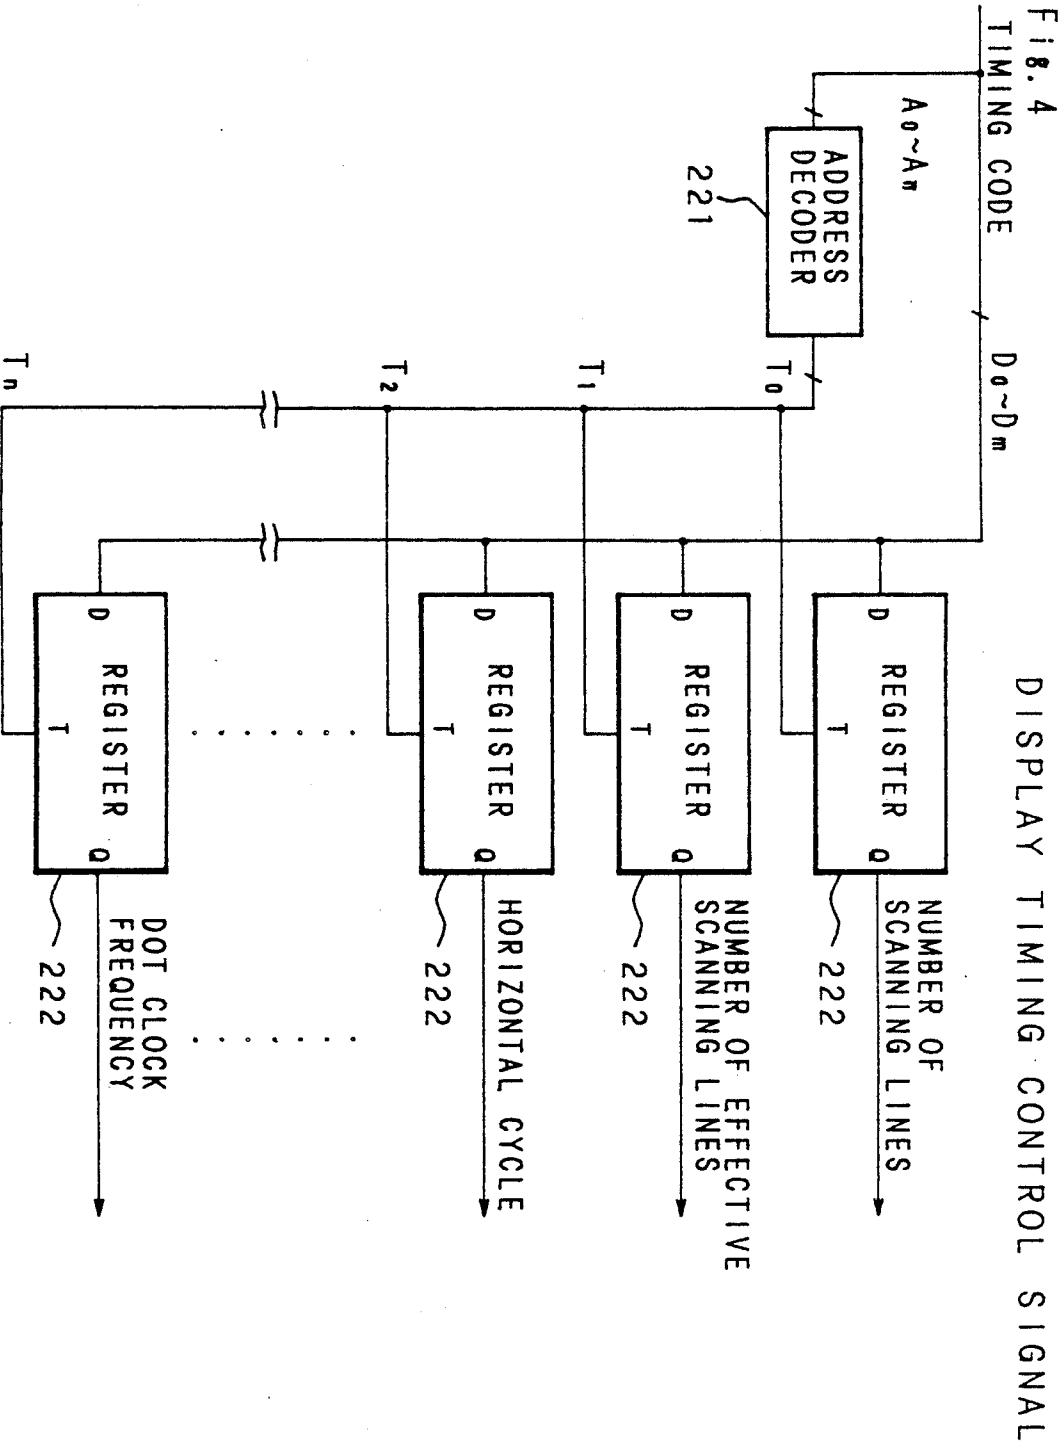 Fig. 4
DISPLAY TIMING CONTROL SIGNAL
TIMING CODE
D0~Dm
A0~An
ADDRESS
DECODER
221
T0
D REGISTER Q
T
222
NUMBER OF
SCANNING LINES
T1
D REGISTER Q
T
222
NUMBER OF EFFECTIVE
SCANNING LINES
T2
D REGISTER Q
T
222
HORIZONTAL CYCLE
Tn
D REGISTER Q
T
222
DOT CLOCK
FREQUENCY